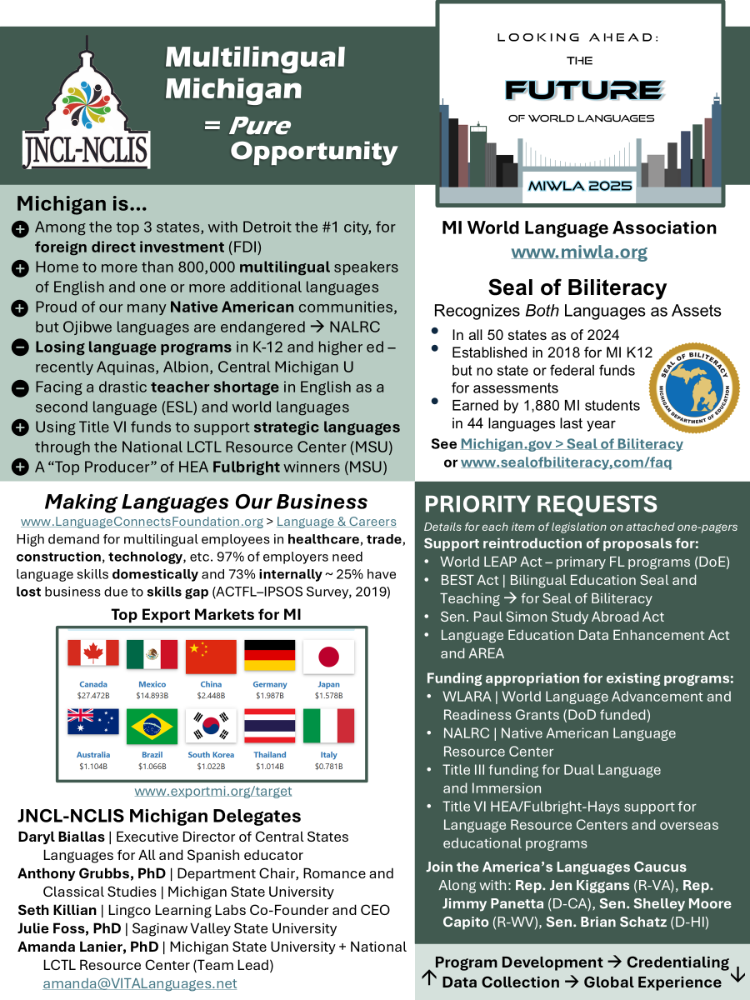 JNCL-NCLIS
Multilingual
Michigan
= Pure
Opportunity
LOOKING AHEAD:
THE
FUTURE
OF WORLD LANGUAGES
MIWLA 2025
Michigan is...
+ Among the top 3 states, with Detroit the #1 city, for
foreign direct investment (FDI)
+ Home to more than 800,000 multilingual speakers
of English and one or more additional languages
+ Proud of our many Native American communities,
but Ojibwe languages are endangered → NALRC
− Losing language programs in K-12 and higher ed –
recently Aquinas, Albion, Central Michigan U
− Facing a drastic teacher shortage in English as a
second language (ESL) and world languages
+ Using Title VI funds to support strategic languages
through the National LCTL Resource Center (MSU)
+ A “Top Producer” of HEA Fulbright winners (MSU)
MI World Language Association
www.miwla.org
Seal of Biliteracy
Recognizes Both Languages as Assets
• In all 50 states as of 2024
• Established in 2018 for MI K12
but no state or federal funds
for assessments
• Earned by 1,880 MI students
in 44 languages last year
SEAL OF BILITERACY
MICHIGAN DEPARTMENT OF EDUCATION
See Michigan.gov > Seal of Biliteracy
or www.sealofbiliteracy,com/faq
Making Languages Our Business
www.LanguageConnectsFoundation.org > Language & Careers
High demand for multilingual employees in healthcare, trade,
construction, technology, etc. 97% of employers need
language skills domestically and 73% internally ~ 25% have
lost business due to skills gap (ACTFL–IPSOS Survey, 2019)
Top Export Markets for MI
Canada Mexico China Germany Japan
$27.472B $14.893B $2.448B $1.987B $1.578B
Australia Brazil South Korea Thailand Italy
$1.104B $1.066B $1.022B $1.014B $0.781B
www.exportmi.org/target
JNCL-NCLIS Michigan Delegates
Daryl Biallas | Executive Director of Central States
Languages for All and Spanish educator
Anthony Grubbs, PhD | Department Chair, Romance and
Classical Studies | Michigan State University
Seth Killian | Lingco Learning Labs Co-Founder and CEO
Julie Foss, PhD | Saginaw Valley State University
Amanda Lanier, PhD | Michigan State University + National
LCTL Resource Center (Team Lead)
amanda@VITALanguages.net
PRIORITY REQUESTS
Details for each item of legislation on attached one-pagers
Support reintroduction of proposals for:
• World LEAP Act – primary FL programs (DoE)
• BEST Act | Bilingual Education Seal and
Teaching → for Seal of Biliteracy
• Sen. Paul Simon Study Abroad Act
• Language Education Data Enhancement Act
and AREA
Funding appropriation for existing programs:
• WLARA | World Language Advancement and
Readiness Grants (DoD funded)
• NALRC | Native American Language
Resource Center
• Title III funding for Dual Language
and Immersion
• Title VI HEA/Fulbright-Hays support for
Language Resource Centers and overseas
educational programs
Join the America’s Languages Caucus
Along with: Rep. Jen Kiggans (R-VA), Rep.
Jimmy Panetta (D-CA), Sen. Shelley Moore
Capito (R-WV), Sen. Brian Schatz (D-HI)
Program Development → Credentialing
↑ Data Collection → Global Experience ↓